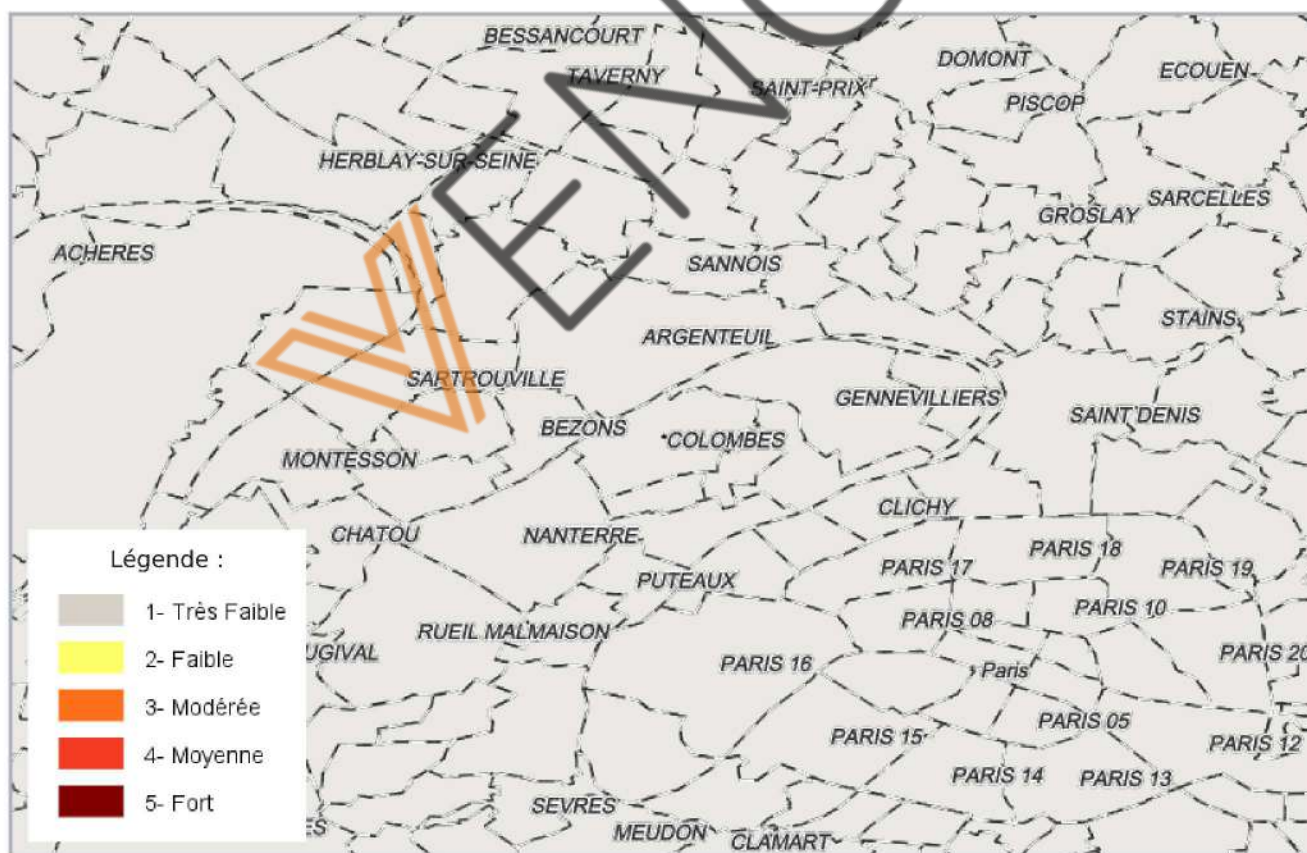 BESSANCOURT
DOMONT
TAVERNY
ECOUEN
SAINT-PRIX
PISCOP
HERBLAY-SUR-SEINE
SARCELLES
GROSLAY
ACHERES
SANNOIS
STAINS
ARGENTEUIL
SARTROUVILLE
GENNEVILLIERS
SAINT DENIS
BEZONS
COLOMBES
MONTESSON
CLICHY
CHATOU
NANTERRE
PARIS 18
PARIS 17
PARIS 19
PUTEAUX
PARIS 10
PARIS 08
RUEIL MALMAISON
UGIVAL
PARIS 16
PARIS 20
Paris
PARIS 05
PARIS 15
PARIS 12
PARIS 14
PARIS 13
SEVRES
MEUDON
CLAMART
ES
Légende :
1- Très Faible
2- Faible
3- Modérée
4- Moyenne
5- Fort
VEN